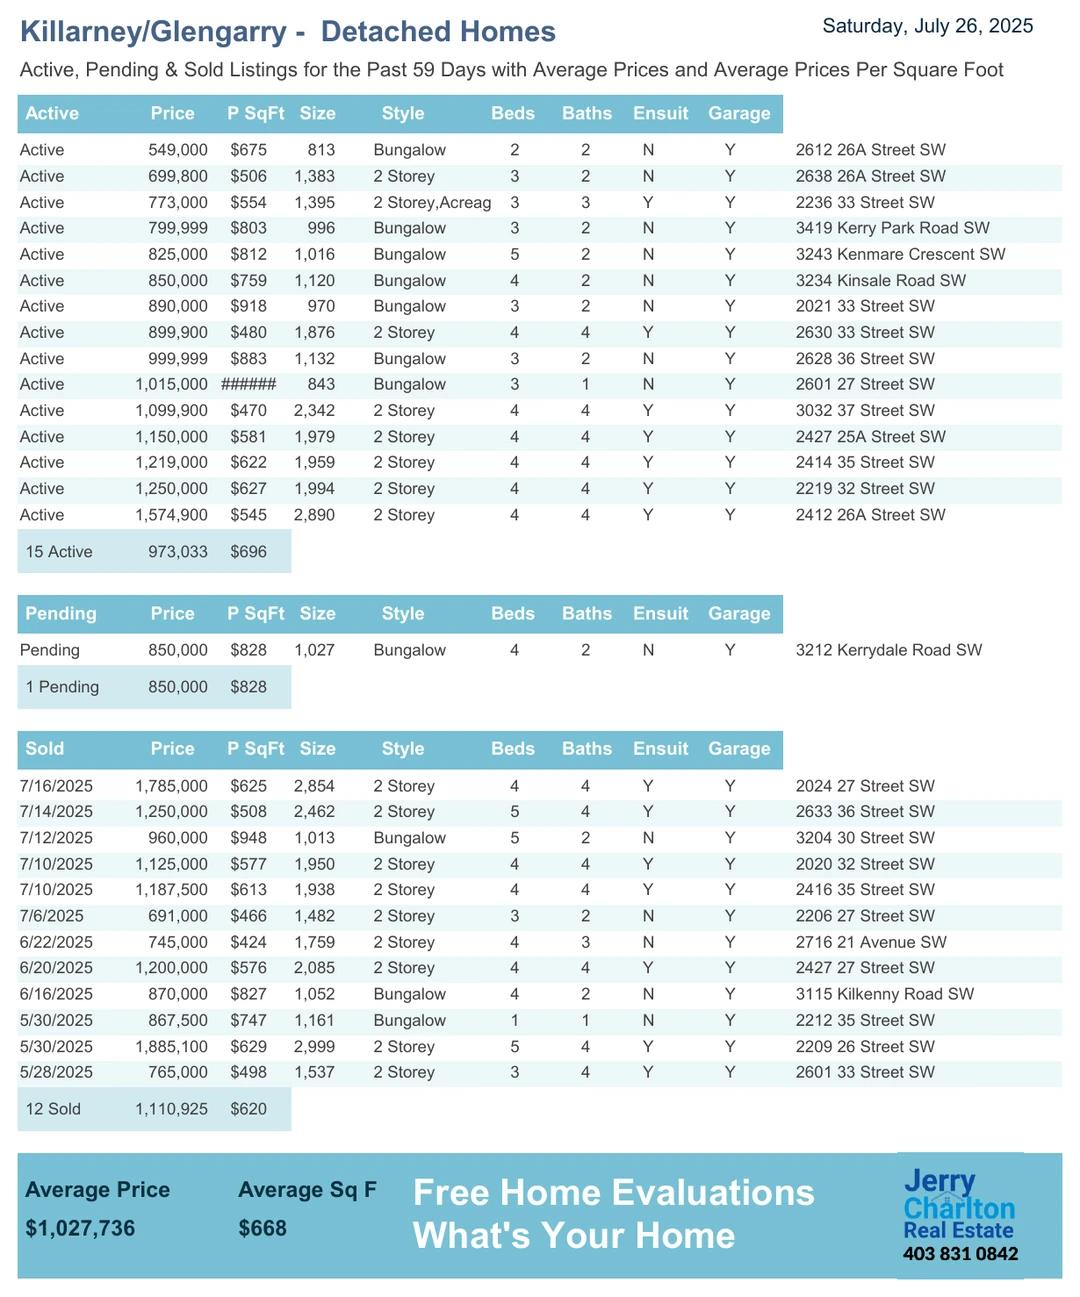 Killarney/Glengarry - Detached Homes
Saturday, July 26, 2025
Active, Pending & Sold Listings for the Past 59 Days with Average Prices and Average Prices Per Square Foot
Active Price P SqFt Size Style Beds Baths Ensuit Garage
Active 549,000 $675 813 Bungalow 2 2 N Y 2612 26A Street SW
Active 699,800 $506 1,383 2 Storey 3 2 N Y 2638 26A Street SW
Active 773,000 $554 1,395 2 Storey,Acreag 3 3 Y Y 2236 33 Street SW
Active 799,999 $803 996 Bungalow 3 2 N Y 3419 Kerry Park Road SW
Active 825,000 $812 1,016 Bungalow 5 2 N Y 3243 Kenmare Crescent SW
Active 850,000 $759 1,120 Bungalow 4 2 N Y 3234 Kinsale Road SW
Active 890,000 $918 970 Bungalow 3 2 N Y 2021 33 Street SW
Active 899,900 $480 1,876 2 Storey 4 4 Y Y 2630 33 Street SW
Active 999,999 $883 1,132 Bungalow 3 2 N Y 2628 36 Street SW
Active 1,015,000 ###### 843 Bungalow 3 1 N Y 2601 27 Street SW
Active 1,099,900 $470 2,342 2 Storey 4 4 Y Y 3032 37 Street SW
Active 1,150,000 $581 1,979 2 Storey 4 4 Y Y 2427 25A Street SW
Active 1,219,000 $622 1,959 2 Storey 4 4 Y Y 2414 35 Street SW
Active 1,250,000 $627 1,994 2 Storey 4 4 Y Y 2219 32 Street SW
Active 1,574,900 $545 2,890 2 Storey 4 4 Y Y 2412 26A Street SW
15 Active 973,033 $696
Pending Price P SqFt Size Style Beds Baths Ensuit Garage
Pending 850,000 $828 1,027 Bungalow 4 2 N Y 3212 Kerrydale Road SW
1 Pending 850,000 $828
Sold Price P SqFt Size Style Beds Baths Ensuit Garage
7/16/2025 1,785,000 $625 2,854 2 Storey 4 4 Y Y 2024 27 Street SW
7/14/2025 1,250,000 $508 2,462 2 Storey 5 4 Y Y 2633 36 Street SW
7/12/2025 960,000 $948 1,013 Bungalow 5 2 N Y 3204 30 Street SW
7/10/2025 1,125,000 $577 1,950 2 Storey 4 4 Y Y 2020 32 Street SW
7/10/2025 1,187,500 $613 1,938 2 Storey 4 4 Y Y 2416 35 Street SW
7/6/2025 691,000 $466 1,482 2 Storey 3 2 N Y 2206 27 Street SW
6/22/2025 745,000 $424 1,759 2 Storey 4 3 N Y 2716 21 Avenue SW
6/20/2025 1,200,000 $576 2,085 2 Storey 4 4 Y Y 2427 27 Street SW
6/16/2025 870,000 $827 1,052 Bungalow 4 2 N Y 3115 Kilkenny Road SW
5/30/2025 867,500 $747 1,161 Bungalow 1 1 N Y 2212 35 Street SW
5/30/2025 1,885,100 $629 2,999 2 Storey 5 4 Y Y 2209 26 Street SW
5/28/2025 765,000 $498 1,537 2 Storey 3 4 Y Y 2601 33 Street SW
12 Sold 1,110,925 $620
Average Price Average Sq F
$1,027,736 $668
Free Home Evaluations
What's Your Home
Jerry
Charlton
Real Estate
403 831 0842